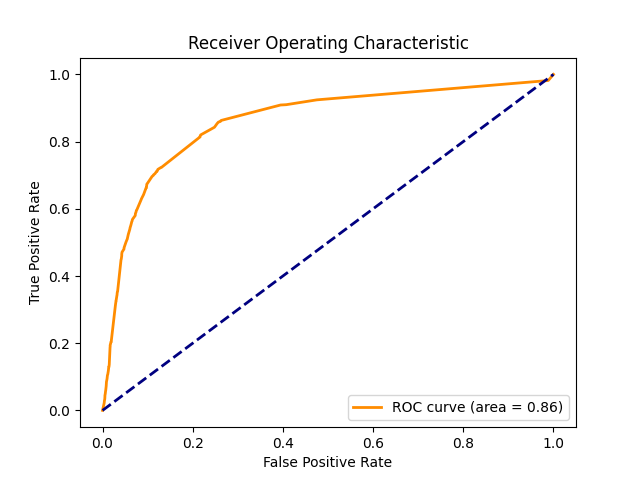 Receiver Operating Characteristic
1.0
0.8
0.6
0.4
0.2
0.0
True Positive Rate
ROC curve (area = 0.86)
0.0 0.2 0.4 0.6 0.8 1.0
False Positive Rate